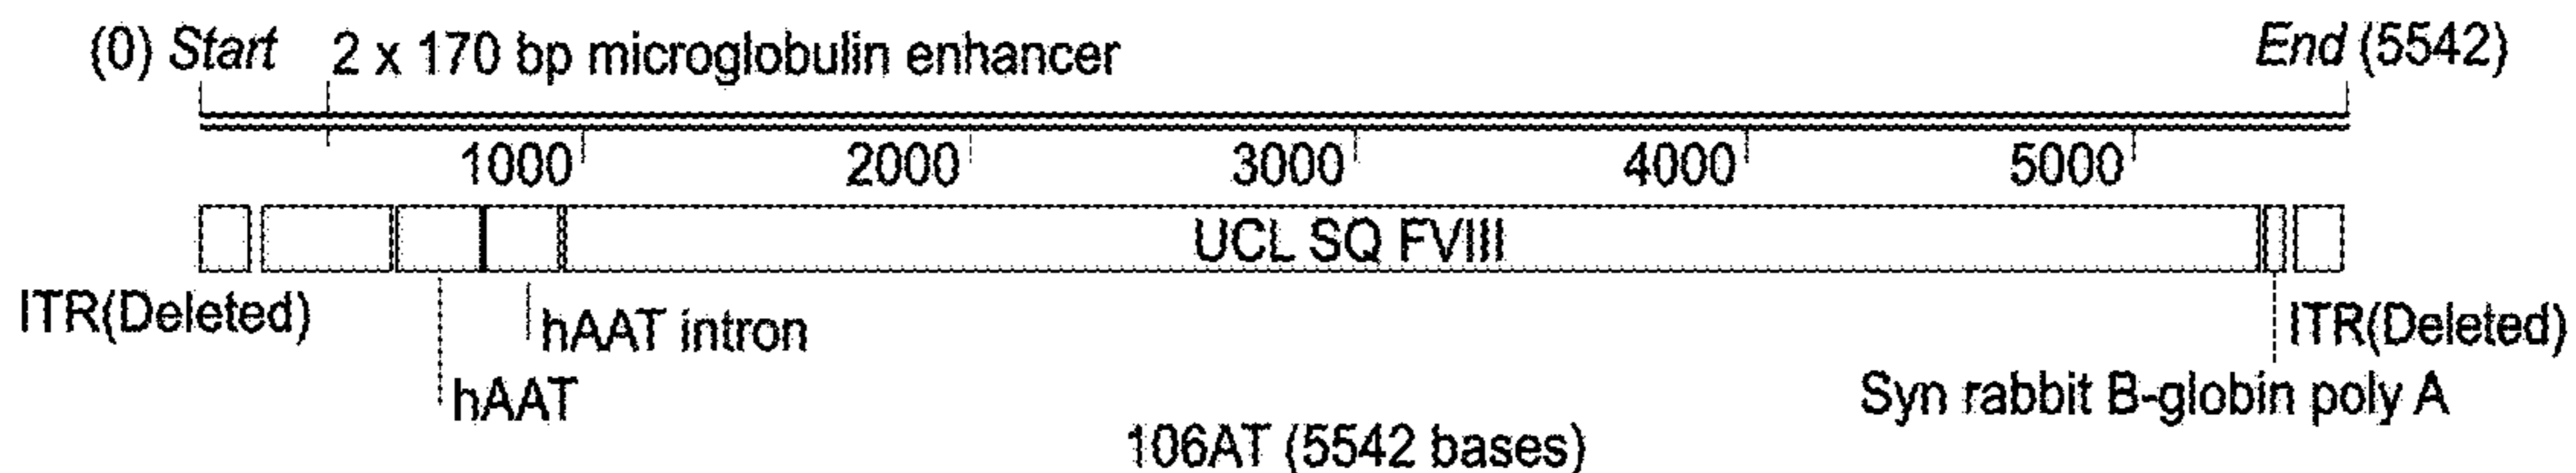 (0) Start 2 x 170 bp microglobulin enhancer End (5542)
1000 2000 3000 4000 5000
UCL SQ FVIII
ITR(Deleted) hAAT intron ITR(Deleted)
hAAT Syn rabbit B-globin poly A
106AT (5542 bases)